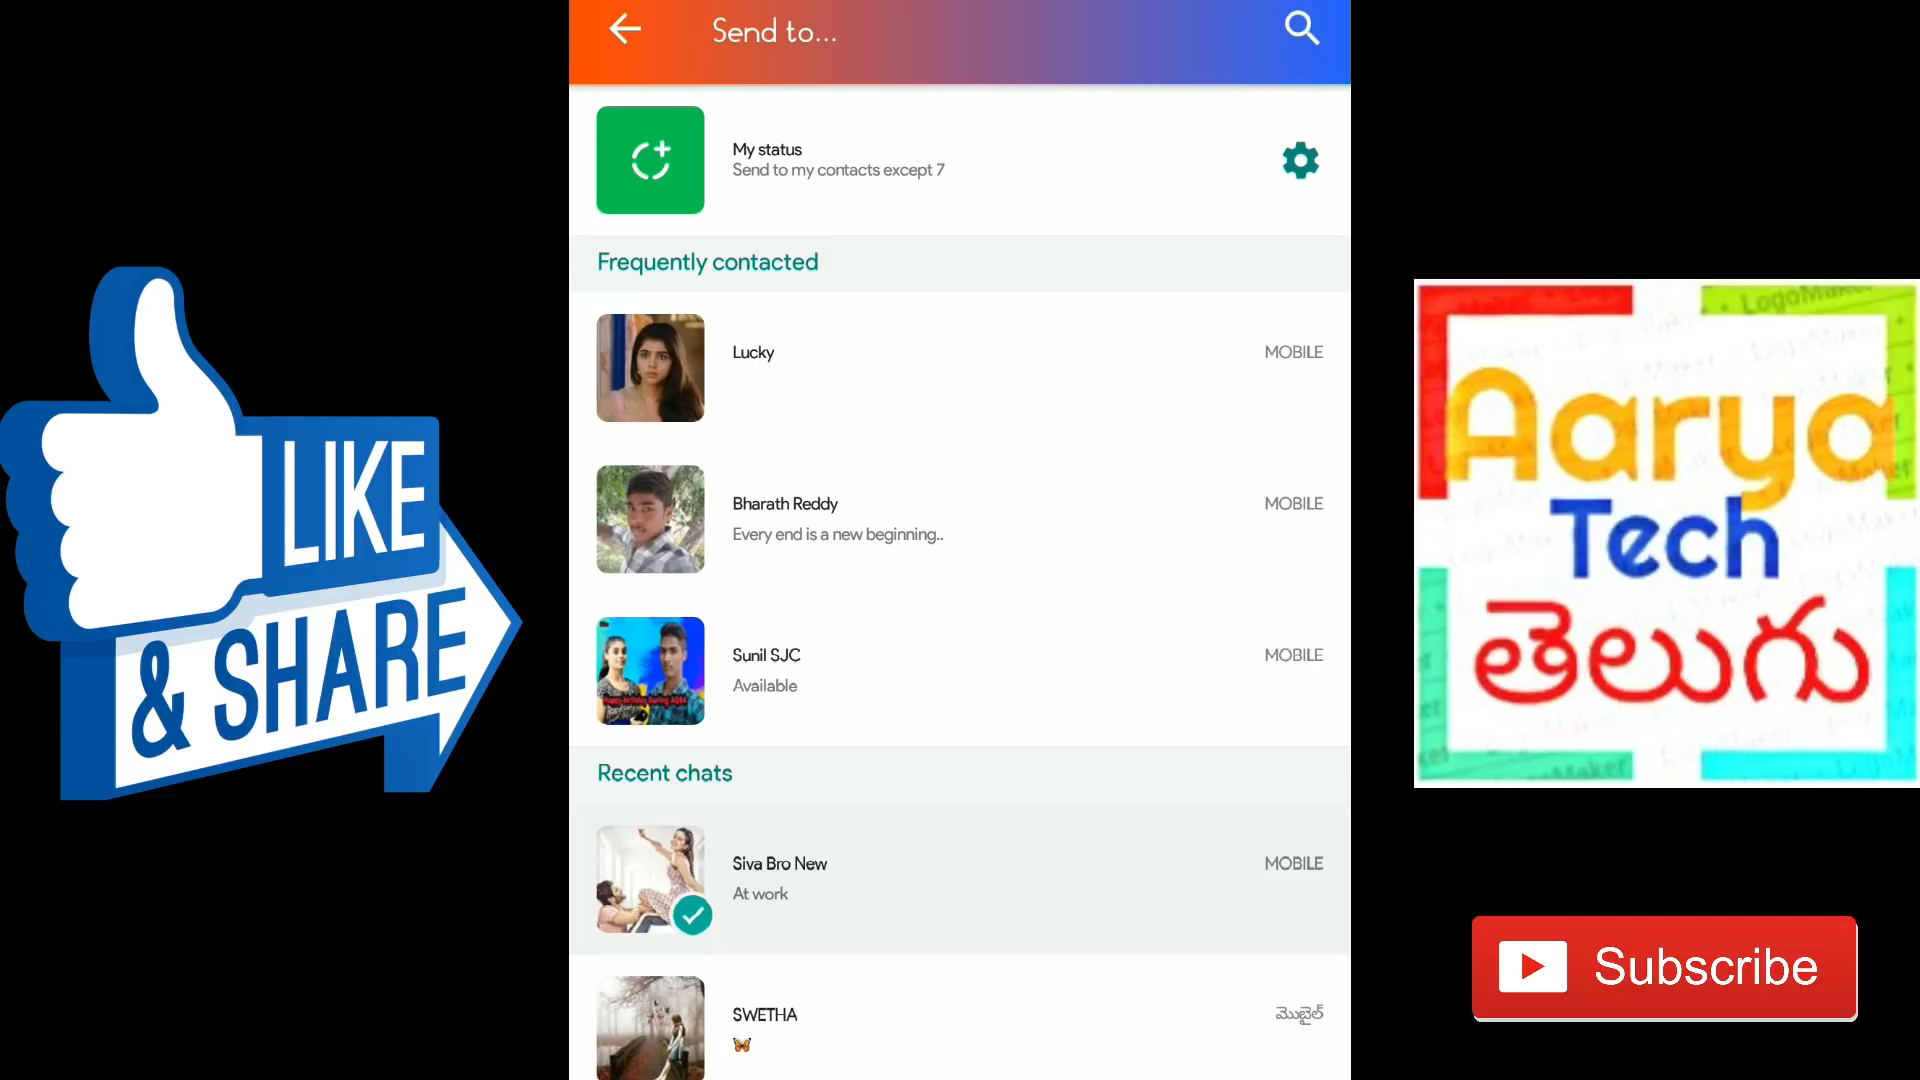 Send to...
My status
Send to my contacts except 7
Frequently contacted
Lucky
MOBILE
Bharath Reddy
MOBILE
Every end is a new beginning..
Sunil SJC
MOBILE
Available
Recent chats
Siva Bro New
MOBILE
At work
SWETHA
మొబైల్
🦋
LIKE
& SHARE
LogoMaker
Aarya
Tech
తెలుగు
Subscribe